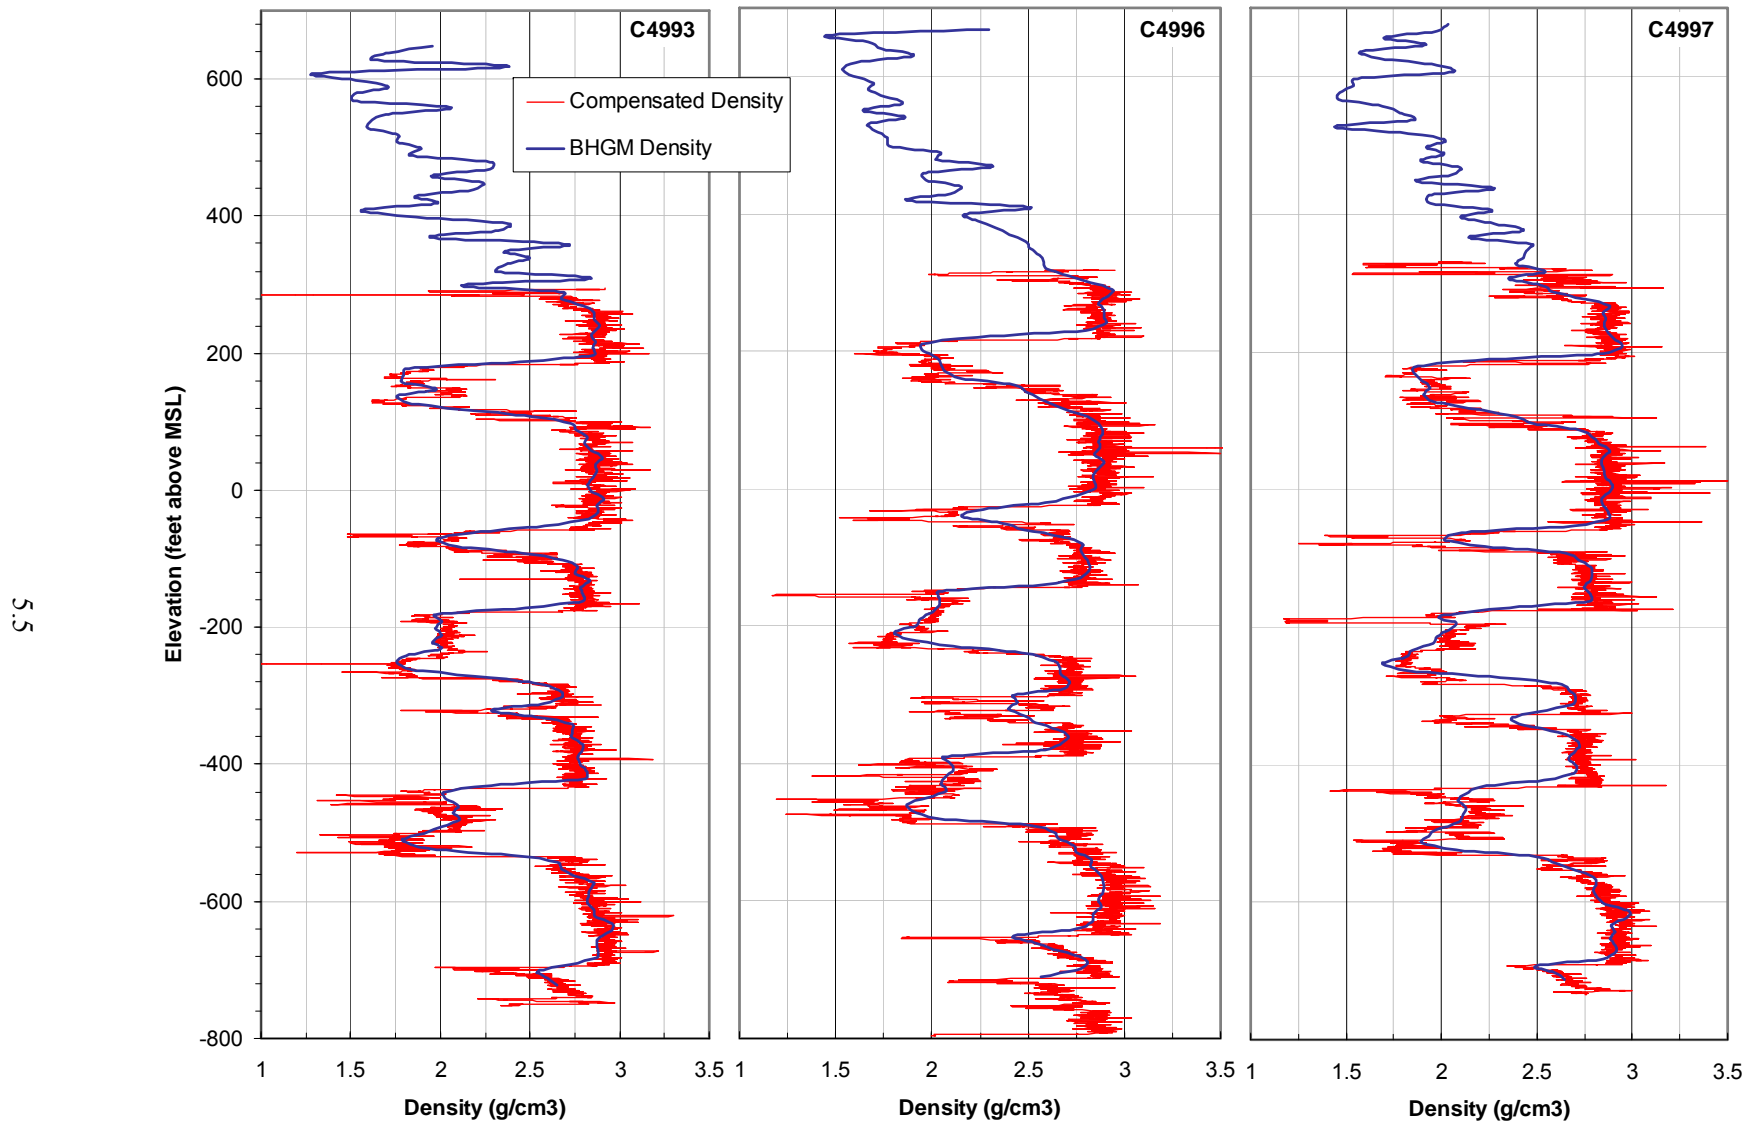 C4993
C4996
C4997
Compensated Density
BHGM Density
600
400
200
0
-200
-400
-600
-800
Elevation (feet above MSL)
1 1.5 2 2.5 3 3.5
1 1.5 2 2.5 3 3.5
1 1.5 2 2.5 3 3.5
Density (g/cm3)
Density (g/cm3)
Density (g/cm3)
5.5